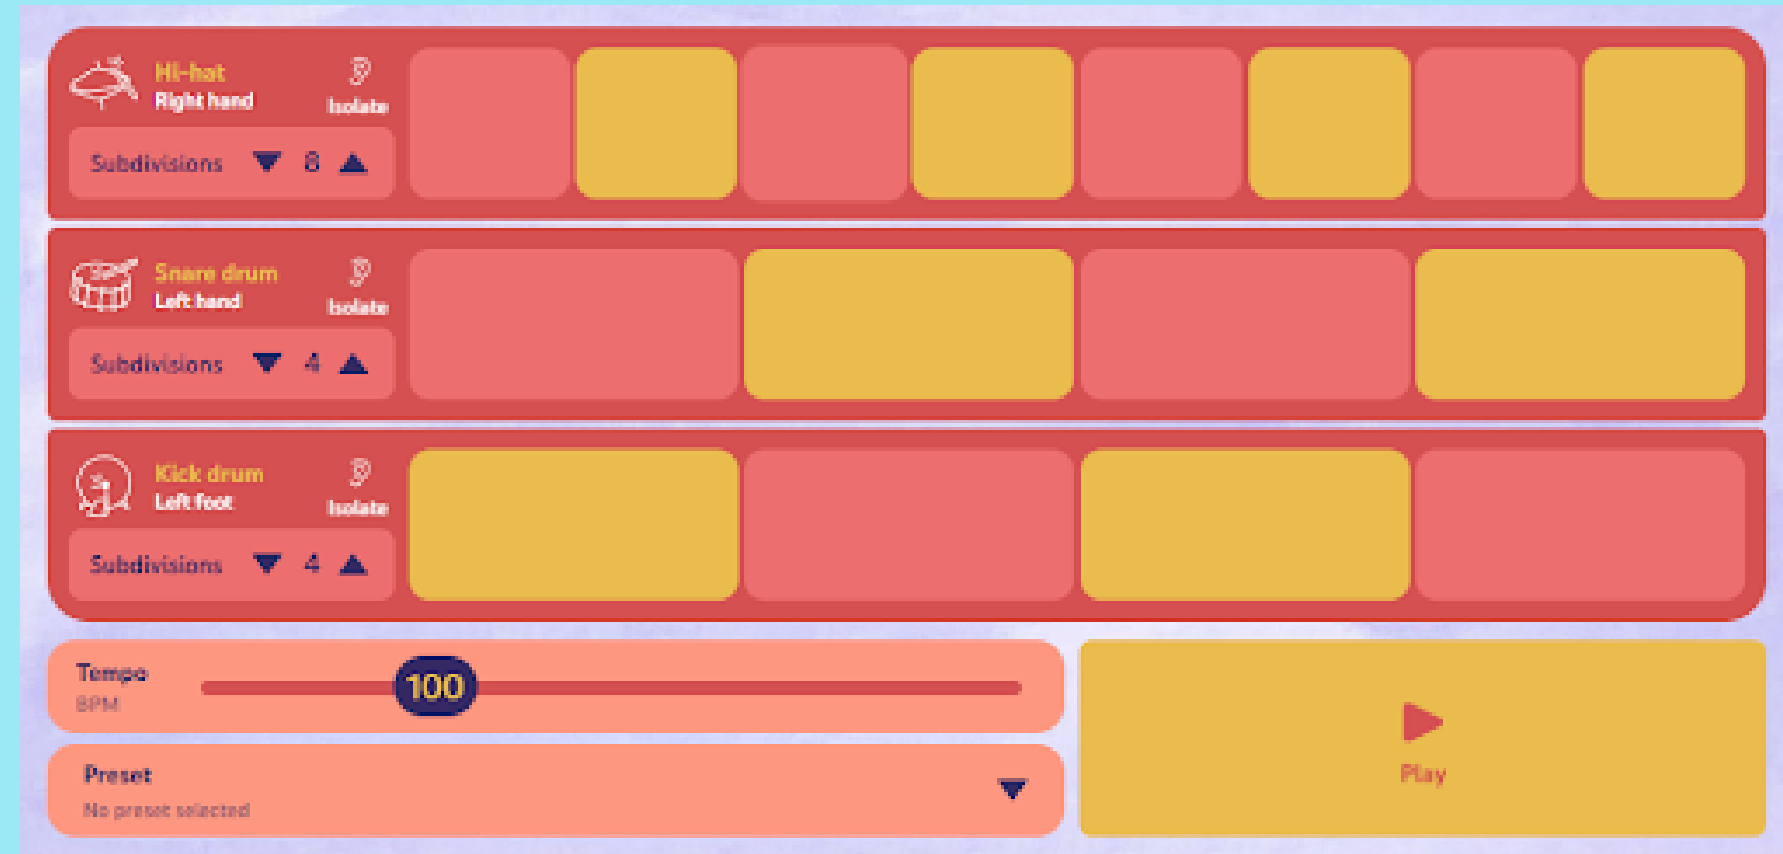 Hi-hat
Right hand
Isolate
Subdivisions 8
Snare drum
Left hand
Isolate
Subdivisions 4
Kick drum
Left foot
Isolate
Subdivisions 4
Tempo
BPM
100
Preset
No preset selected
Play